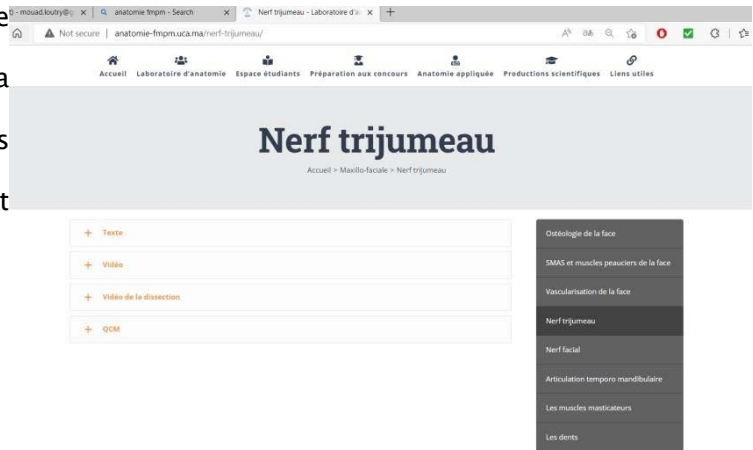 e
a
s
t
- mouad.loutry@g
anatomie fmpm - Search
Nerf trijumeau - Laboratoire d'a
Not secure | anatomie-fmpm.uca.ma/nerf-trijumeau/
Accueil Laboratoire d'anatomie Espace étudiants Préparation aux concours Anatomie appliquée Productions scientifiques Liens utiles
Nerf trijumeau
Accueil > Maxillo-faciale > Nerf trijumeau
+ Texte
+ Vidéo
+ Vidéo de la dissection
+ QCM
Ostéologie de la face
SMAS et muscles peauciers de la face
Vascularisation de la face
Nerf trijumeau
Nerf facial
Articulation temporo mandibulaire
Les muscles masticateurs
Les dents